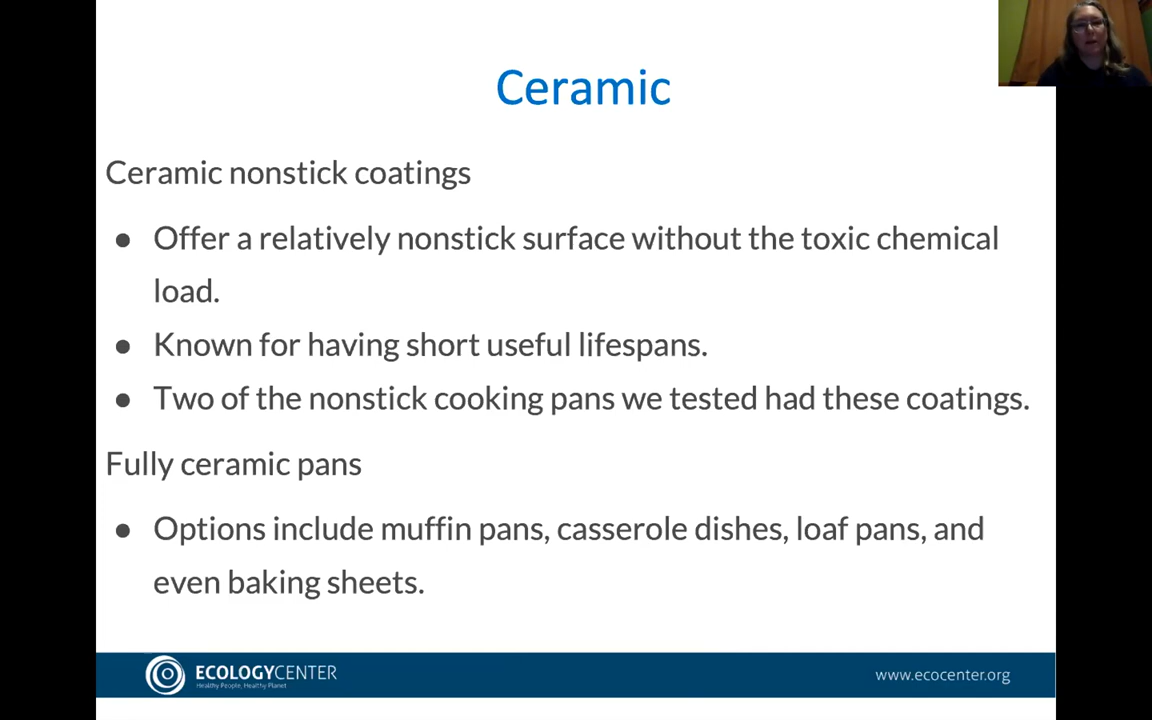 Ceramic
Ceramic nonstick coatings
● Offer a relatively nonstick surface without the toxic chemical
load.
● Known for having short useful lifespans.
● Two of the nonstick cooking pans we tested had these coatings.
Fully ceramic pans
● Options include muffin pans, casserole dishes, loaf pans, and
even baking sheets.
ECOLOGYCENTER
Healthy People, Healthy Planet
www.ecocenter.org